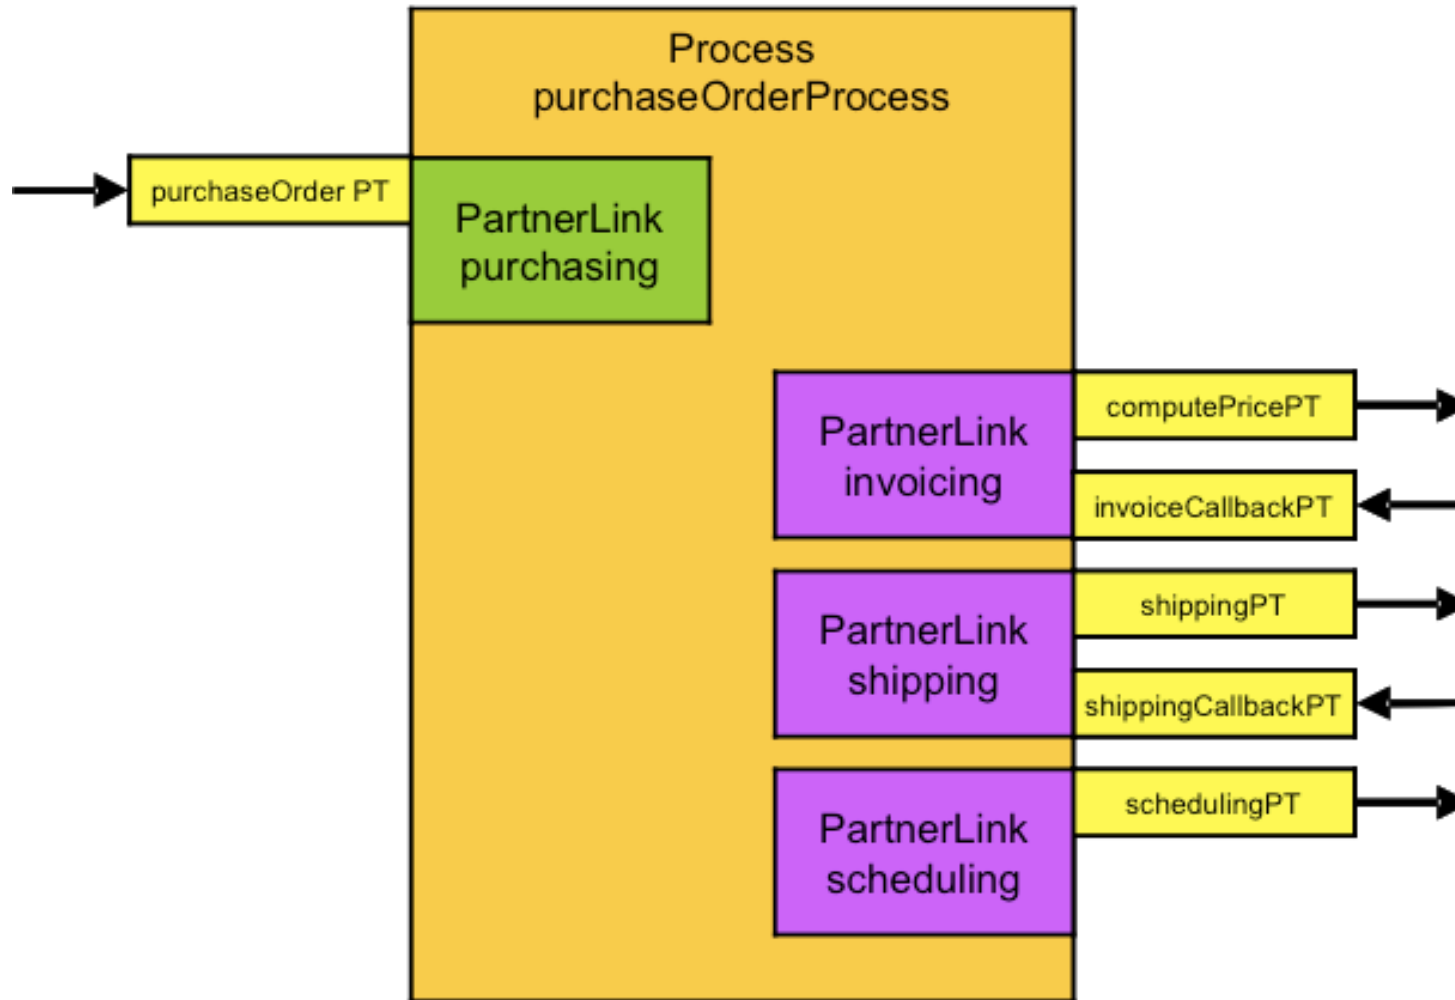 Process
purchaseOrderProcess
purchaseOrder PT
PartnerLink
purchasing
PartnerLink
invoicing
computePricePT
invoiceCallbackPT
PartnerLink
shipping
shippingPT
shippingCallbackPT
PartnerLink
scheduling
schedulingPT